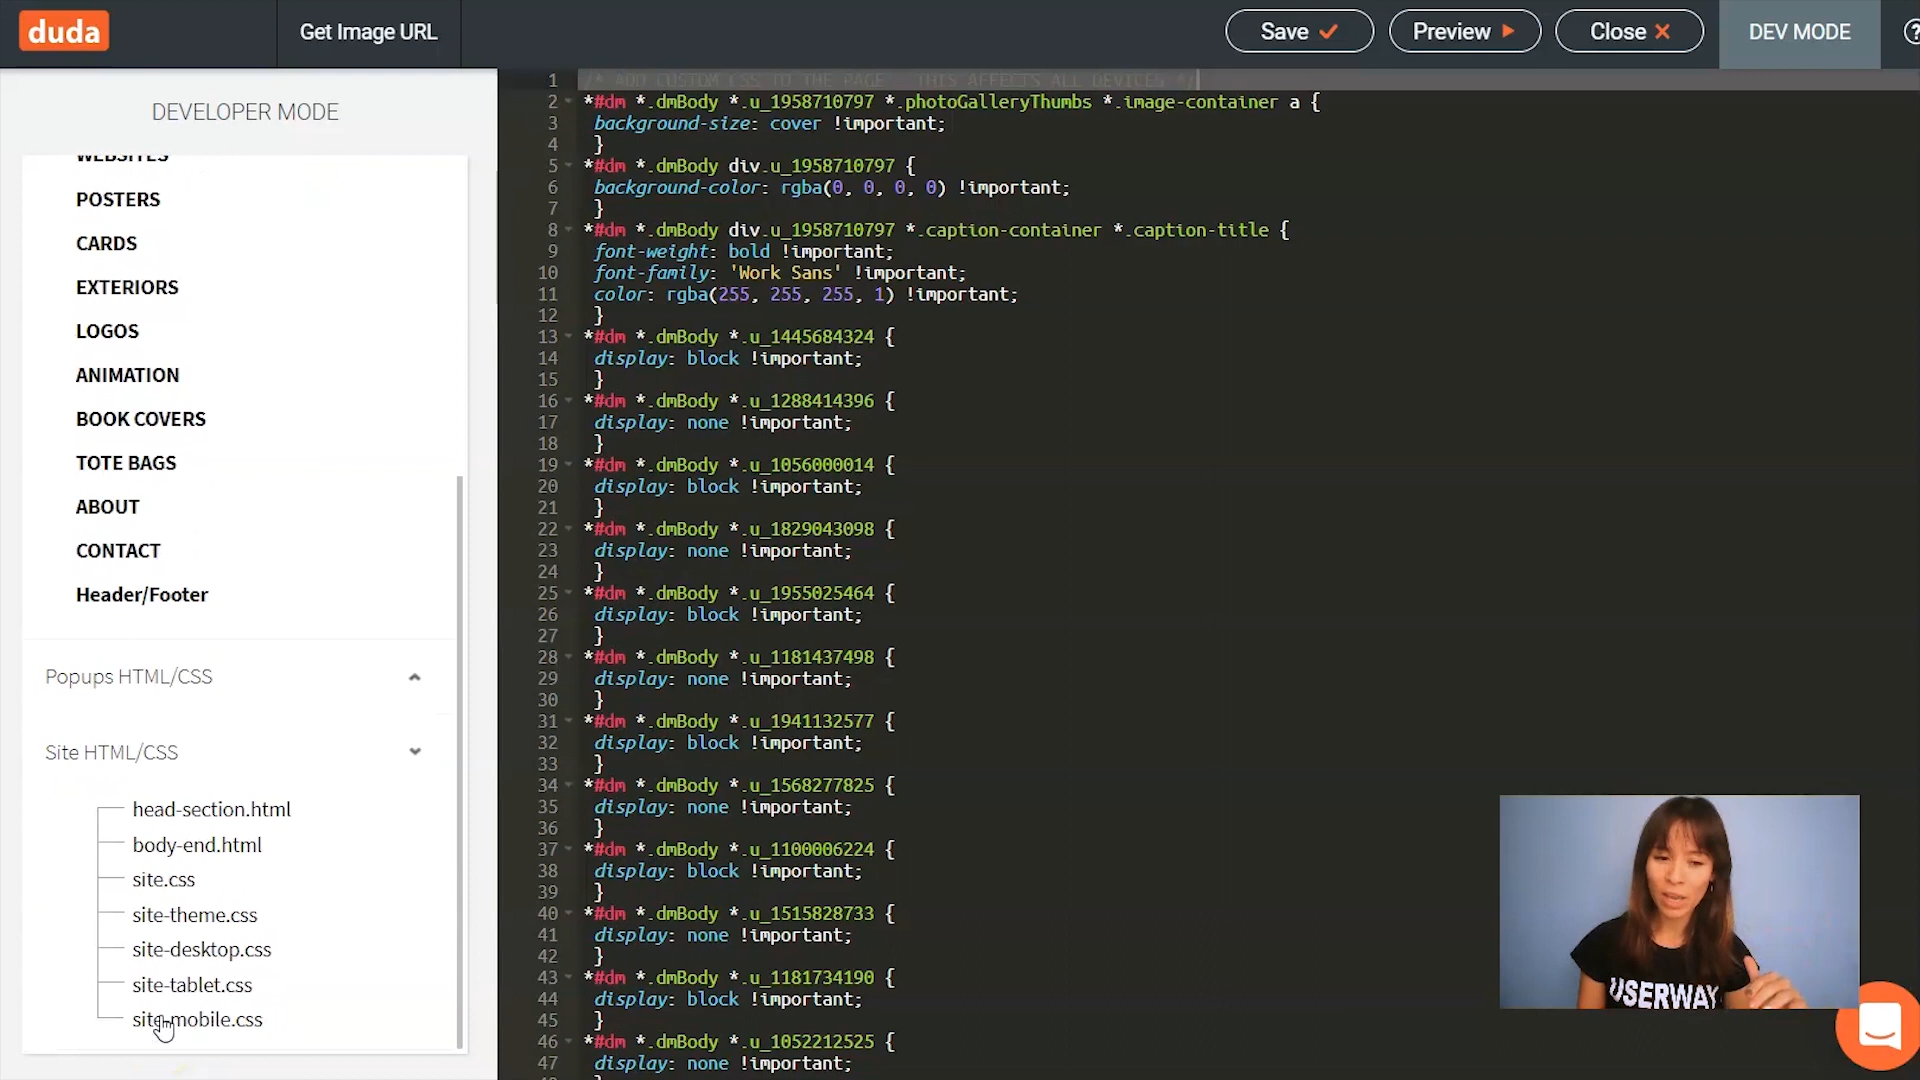 duda
Get Image URL
Save
Preview
Close
DEV MODE
?
DEVELOPER MODE
WEBSITES
POSTERS
CARDS
EXTERIORS
LOGOS
ANIMATION
BOOK COVERS
TOTE BAGS
ABOUT
CONTACT
Header/Footer
Popups HTML/CSS
Site HTML/CSS
head-section.html
body-end.html
site.css
site-theme.css
site-desktop.css
site-tablet.css
site-mobile.css
1 /* ADD CUSTOM CSS TO THE PAGE - THIS AFFECTS ALL DEVICES */
2 *#dm *.dmBody *.u_1958710797 *.photoGalleryThumbs *.image-container a {
3 background-size: cover !important;
4 }
5 *#dm *.dmBody div.u_1958710797 {
6 background-color: rgba(0, 0, 0, 0) !important;
7 }
8 *#dm *.dmBody div.u_1958710797 *.caption-container *.caption-title {
9 font-weight: bold !important;
10 font-family: 'Work Sans' !important;
11 color: rgba(255, 255, 255, 1) !important;
12 }
13 *#dm *.dmBody *.u_1445684324 {
14 display: block !important;
15 }
16 *#dm *.dmBody *.u_1288414396 {
17 display: none !important;
18 }
19 *#dm *.dmBody *.u_1056000014 {
20 display: block !important;
21 }
22 *#dm *.dmBody *.u_1829043098 {
23 display: none !important;
24 }
25 *#dm *.dmBody *.u_1955025464 {
26 display: block !important;
27 }
28 *#dm *.dmBody *.u_1181437498 {
29 display: none !important;
30 }
31 *#dm *.dmBody *.u_1941132577 {
32 display: block !important;
33 }
34 *#dm *.dmBody *.u_1568277825 {
35 display: none !important;
36 }
37 *#dm *.dmBody *.u_1100006224 {
38 display: block !important;
39 }
40 *#dm *.dmBody *.u_1515828733 {
41 display: none !important;
42 }
43 *#dm *.dmBody *.u_1181734190 {
44 display: block !important;
45 }
46 *#dm *.dmBody *.u_1052212525 {
47 display: none !important;
USERWAY